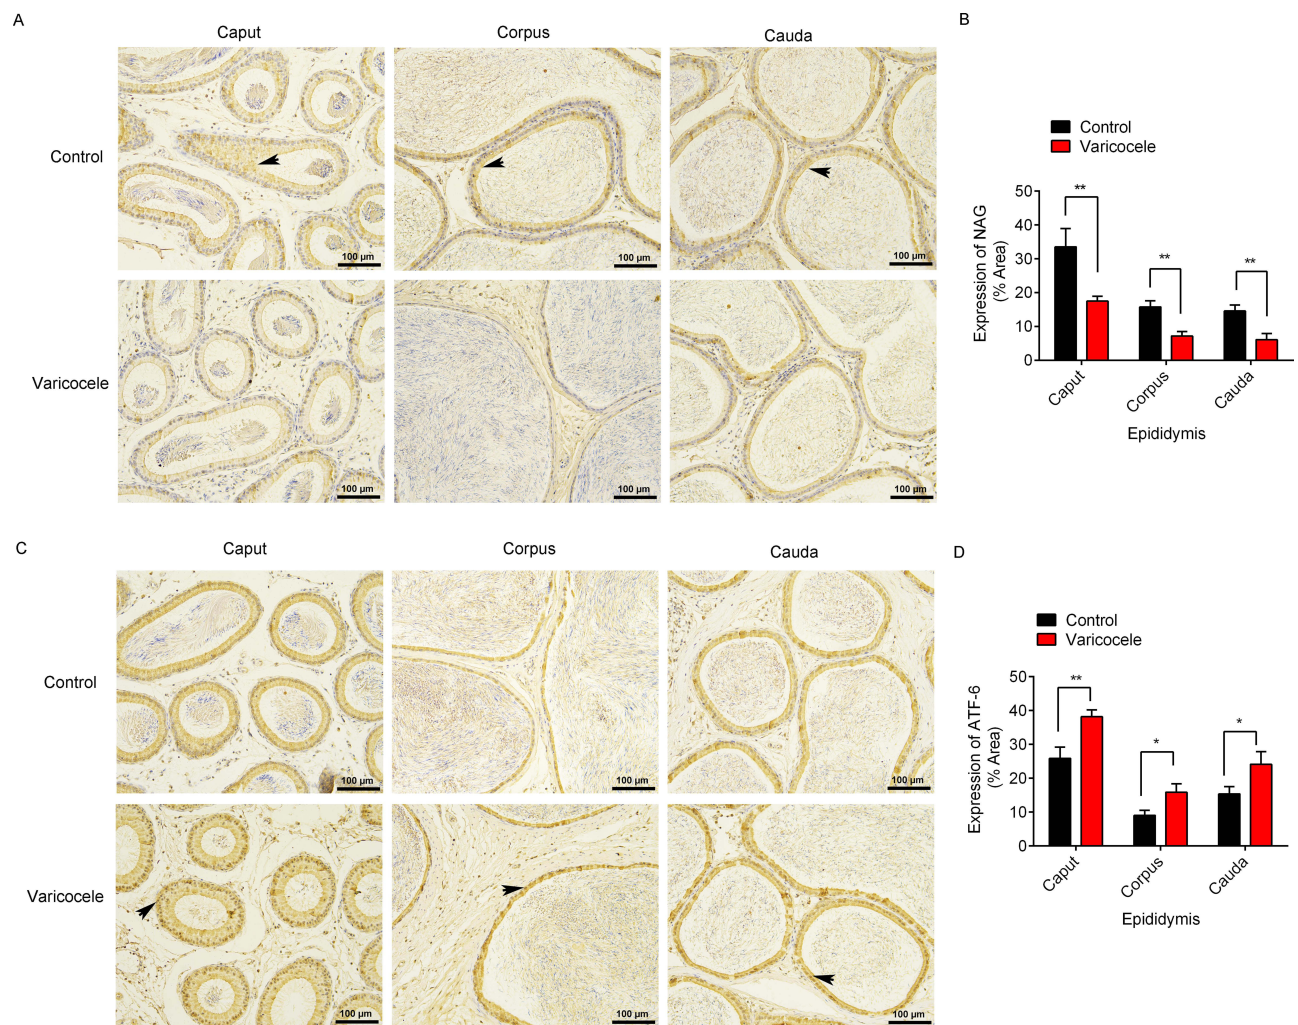 A
Caput
Corpus
Cauda
Control
100 µm
100 µm
100 µm
Varicocele
100 µm
100 µm
100 µm
B
Control
Varicocele
Expression of NAG
(% Area)
50
40
30
20
10
0
**
**
**
Caput
Corpus
Cauda
Epididymis
C
Caput
Corpus
Cauda
Control
100 µm
100 µm
100 µm
Varicocele
100 µm
100 µm
100 µm
D
Control
Varicocele
Expression of ATF-6
(% Area)
50
40
30
20
10
0
**
*
*
Caput
Corpus
Cauda
Epididymis